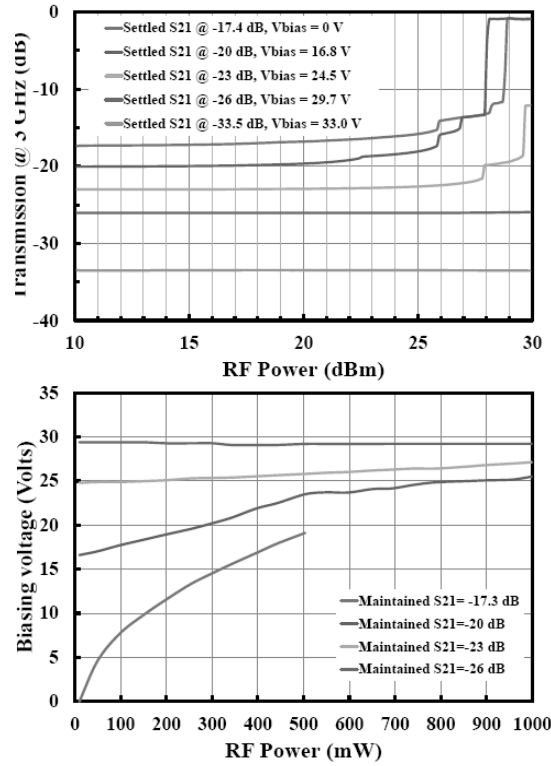 0
-10
-20
-30
-40
Transmission @ 3 GHz (dB)
Settled S21 @ -17.4 dB, Vbias = 0 V
Settled S21 @ -20 dB, Vbias = 16.8 V
Settled S21 @ -23 dB, Vbias = 24.5 V
Settled S21 @ -26 dB, Vbias = 29.7 V
Settled S21 @ -33.5 dB, Vbias = 33.0 V
10 15 20 25 30
RF Power (dBm)
35
30
25
20
15
10
5
0
Biasing voltage (Volts)
Maintained S21= -17.3 dB
Maintained S21=-20 dB
Maintained S21=-23 dB
Maintained S21=-26 dB
0 100 200 300 400 500 600 700 800 900 1000
RF Power (mW)